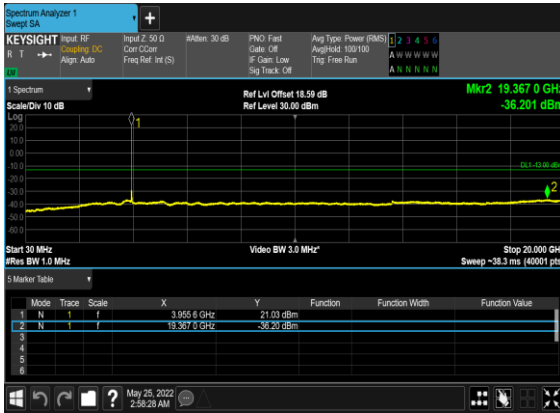 Spectrum Analyzer 1
Swept SA
+
KEYSIGHT
R T
Input: RF
Coupling: DC
Align: Auto
Input Z: 50 Ω
Corr CCorr
Freq Ref: Int (S)
#Atten: 30 dB
PNO: Fast
Gate: Off
IF Gain: Low
Sig Track: Off
Avg Type: Power (RMS)
Avg|Hold: 100/100
Trig: Free Run
1 2 3 4 5 6
A W W W W W
A N N N N N
1 Spectrum
Scale/Div 10 dB
Ref Lvl Offset 18.59 dB
Ref Level 30.00 dBm
Mkr2 19.367 0 GHz
-36.201 dBm
Log
20.0
10.0
0.00
-10.0
-20.0
-30.0
-40.0
-50.0
-60.0
1
DL1 -13.00 dBm
2
Start 30 MHz
#Res BW 1.0 MHz
Video BW 3.0 MHz*
Stop 20.000 GHz
Sweep ~38.3 ms (40001 pts)
5 Marker Table
Mode Trace Scale X Y Function Function Width Function Value
1 N 1 f 3.955 6 GHz 21.03 dBm
2 N 1 f 19.367 0 GHz -36.20 dBm
3
4
5
6
?
May 25, 2022
2:58:28 AM